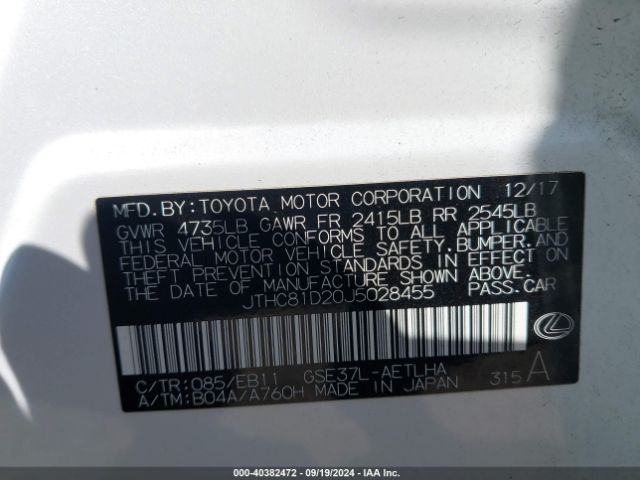 MFD.BY:TOYOTA MOTOR CORPORATION 12/17
GVWR 4735LB GAWR FR 2415LB RR 2545LB
THIS VEHICLE CONFORMS TO ALL APPLICABLE
FEDERAL MOTOR VEHICLE SAFETY,BUMPER,AND
THEFT PREVENTION STANDARDS IN EFFECT ON
THE DATE OF MANUFACTURE SHOWN ABOVE.
JTHC81D20J5028455 PASS.CAR
C/TR:085/EB11 GSE37L-AETLHA
A/TM:B04A/A760H MADE IN JAPAN 315 A
000-40382472 - 09/19/2024 - IAA Inc.